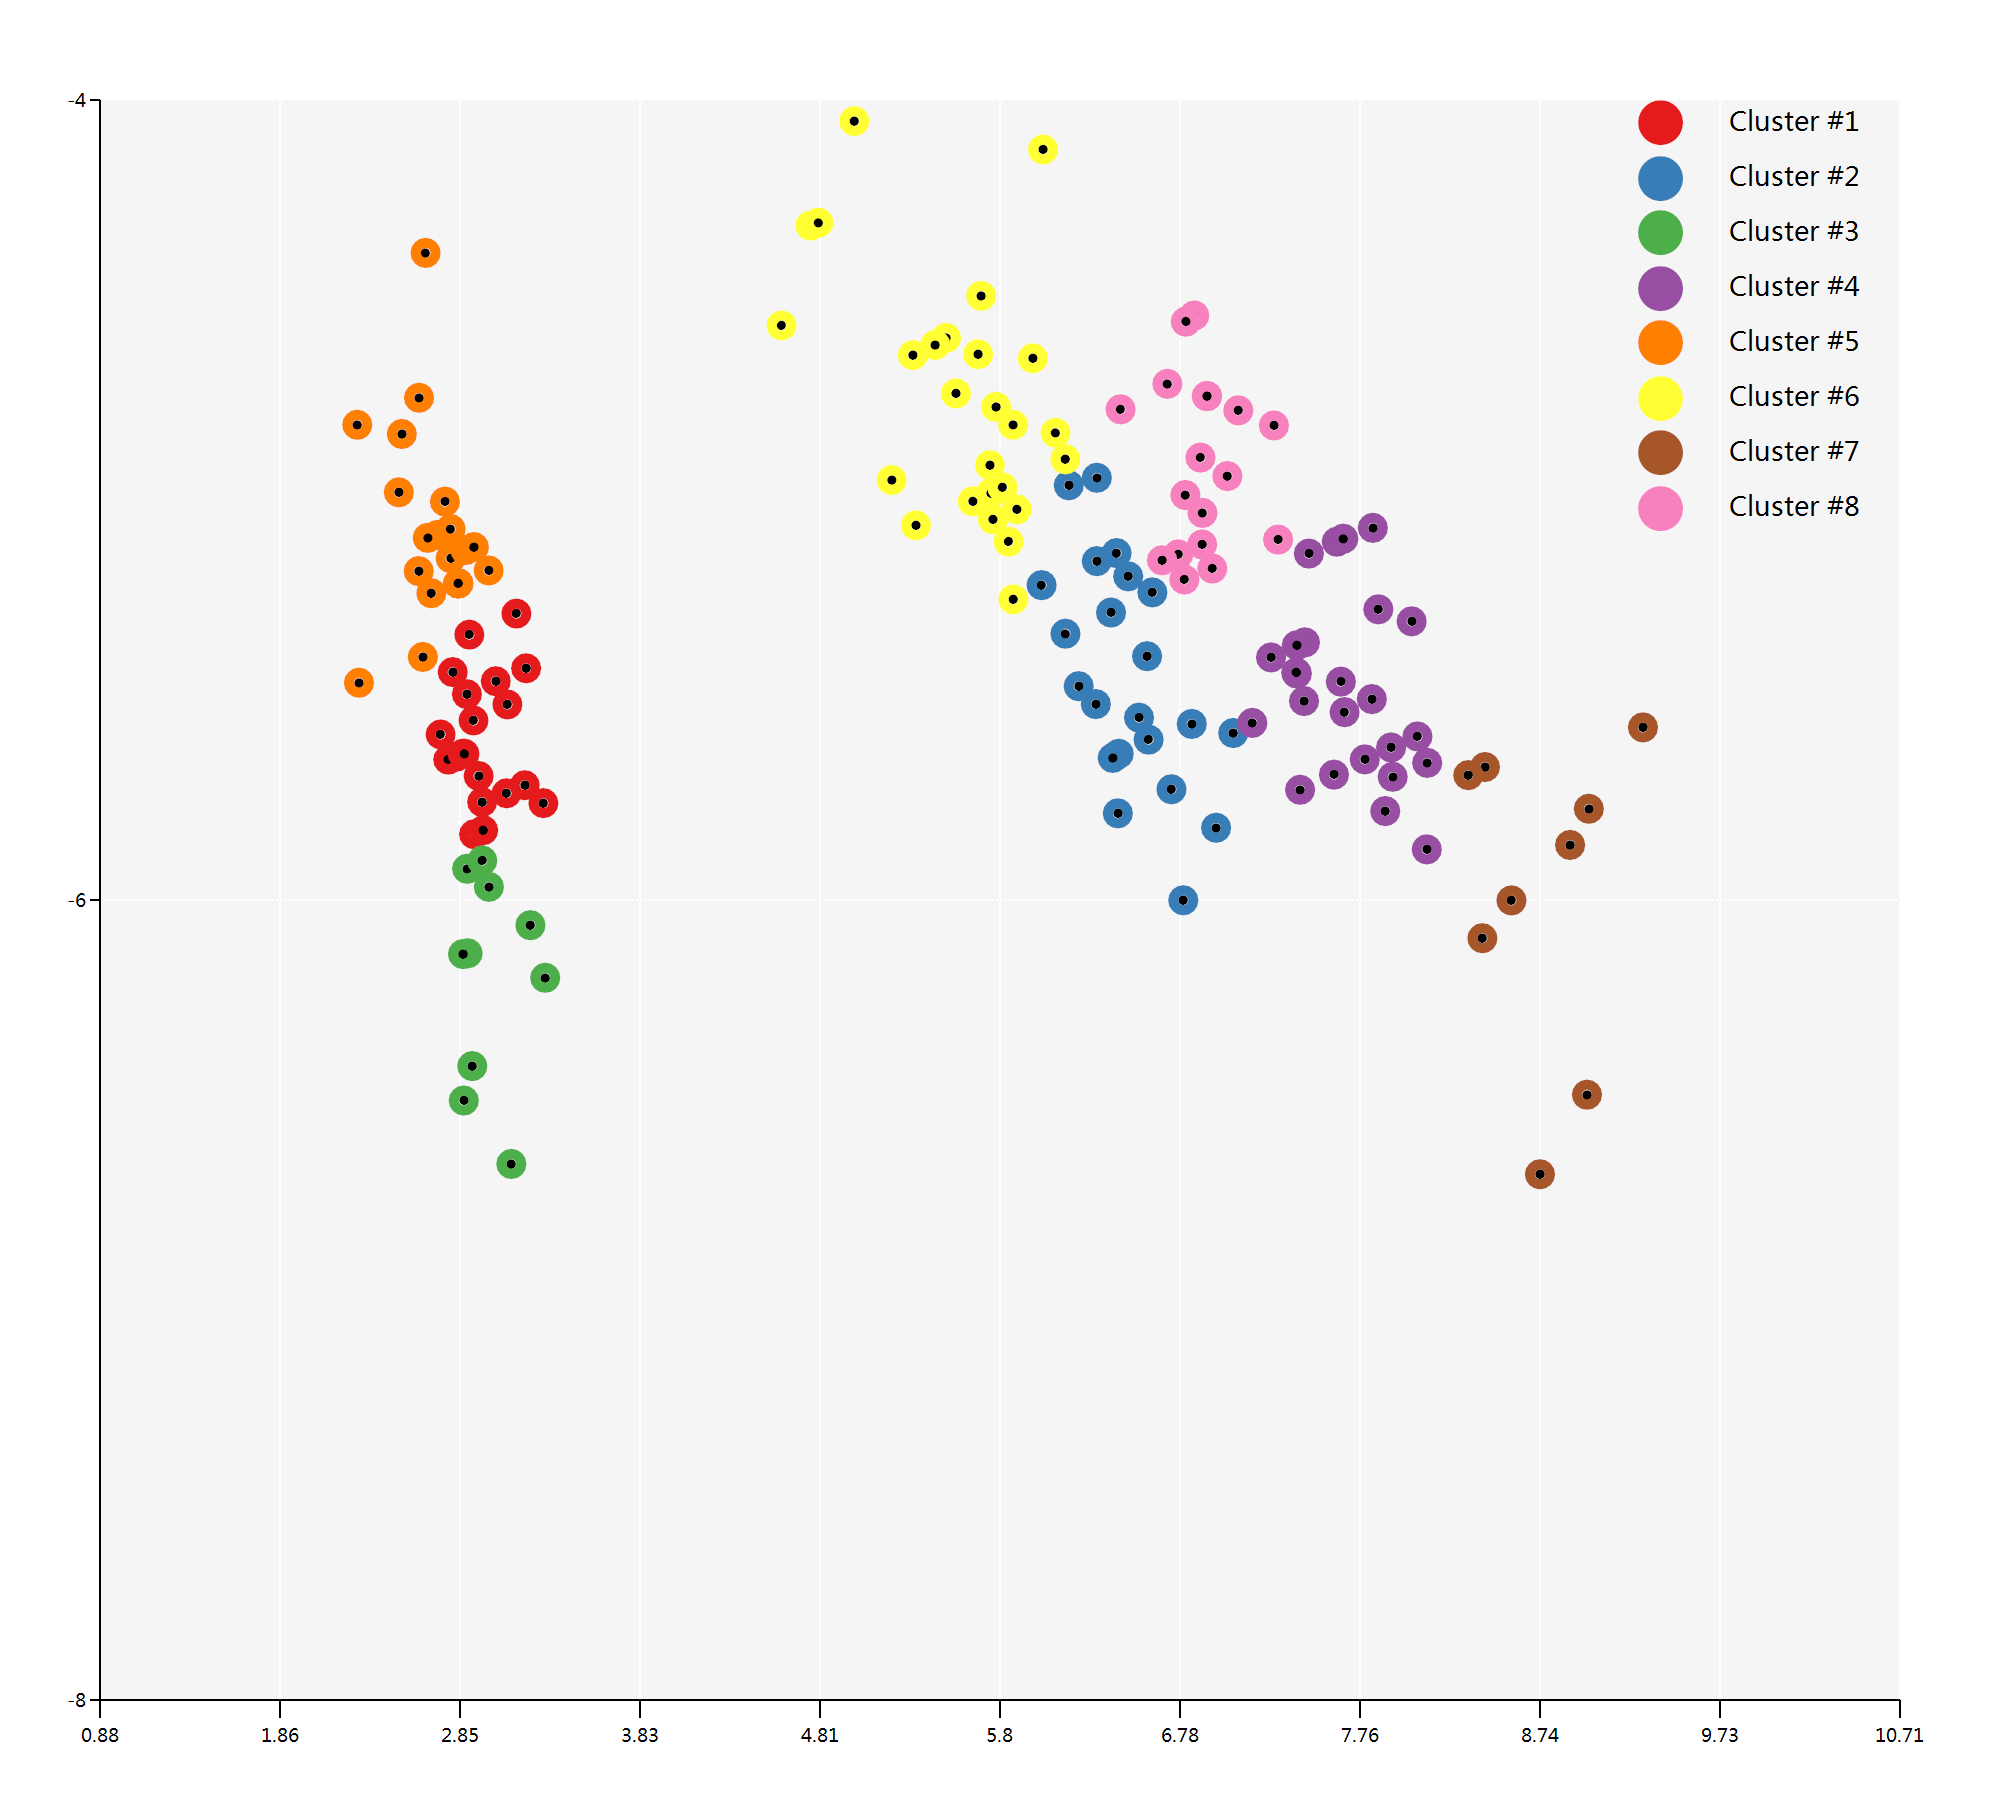 -4
-6
-8
0.88 1.86 2.85 3.83 4.81 5.8 6.78 7.76 8.74 9.73 10.71
Cluster #1
Cluster #2
Cluster #3
Cluster #4
Cluster #5
Cluster #6
Cluster #7
Cluster #8